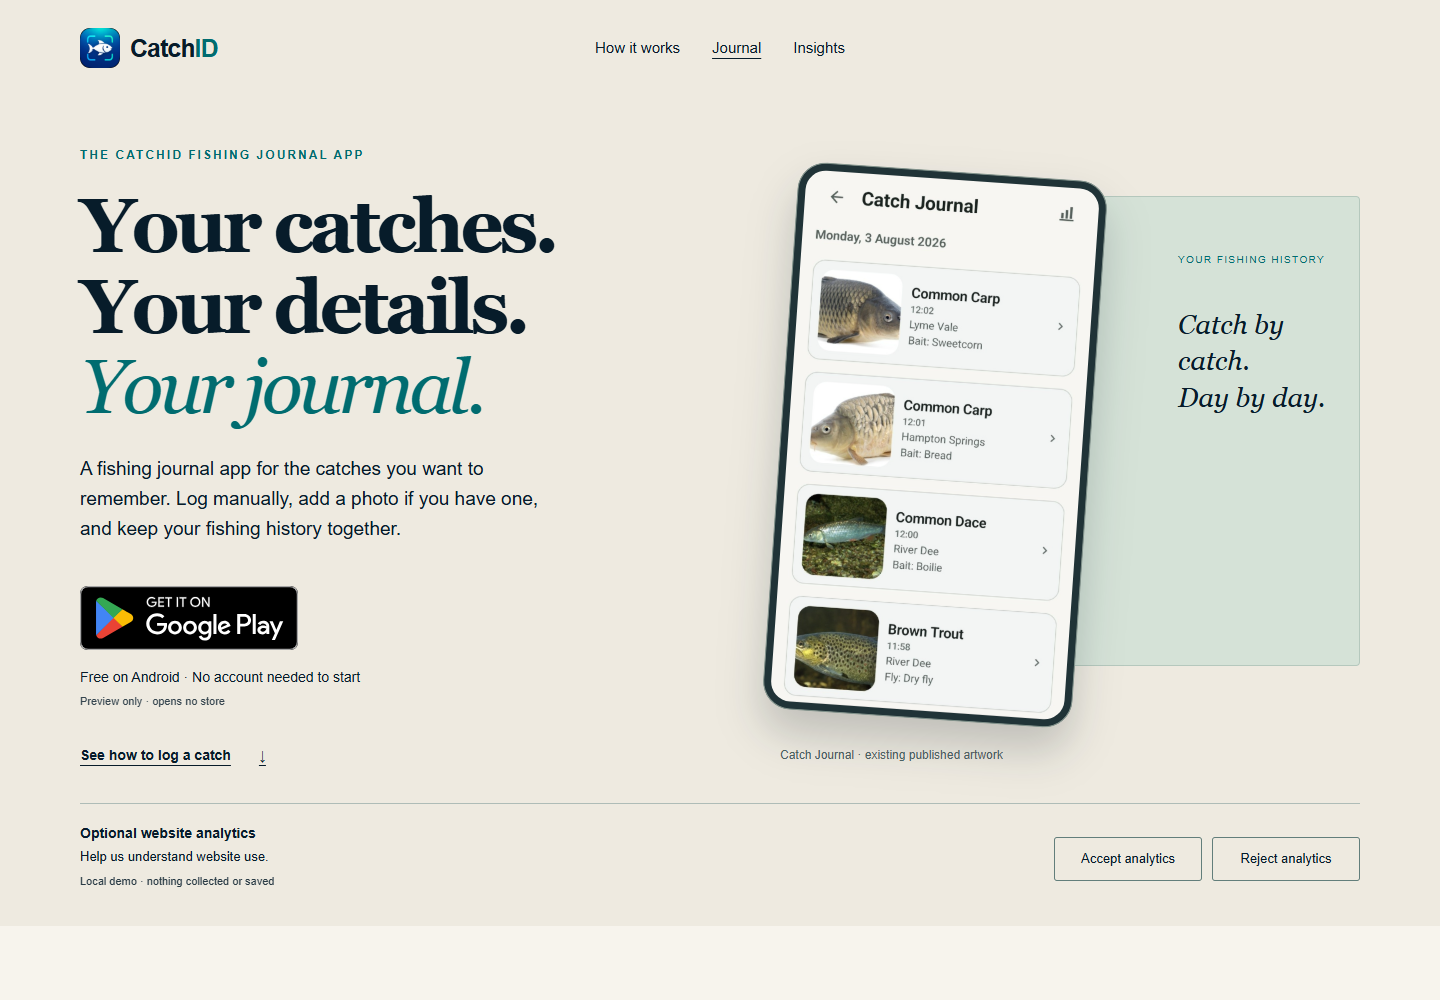 CatchID
How it works
Journal
Insights
THE CATCHID FISHING JOURNAL APP
Your catches.
Your details.
Your journal.
A fishing journal app for the catches you want to
remember. Log manually, add a photo if you have one,
and keep your fishing history together.
GET IT ON
Google Play
Free on Android · No account needed to start
Preview only · opens no store
See how to log a catch ↓
Catch Journal
Monday, 3 August 2026
Common Carp
12:02
Lyme Vale
Bait: Sweetcorn
Common Carp
12:01
Hampton Springs
Bait: Bread
Common Dace
12:00
River Dee
Bait: Boilie
Brown Trout
11:58
River Dee
Fly: Dry fly
YOUR FISHING HISTORY
Catch by
catch.
Day by day.
Catch Journal · existing published artwork
Optional website analytics
Help us understand website use.
Local demo · nothing collected or saved
Accept analytics
Reject analytics